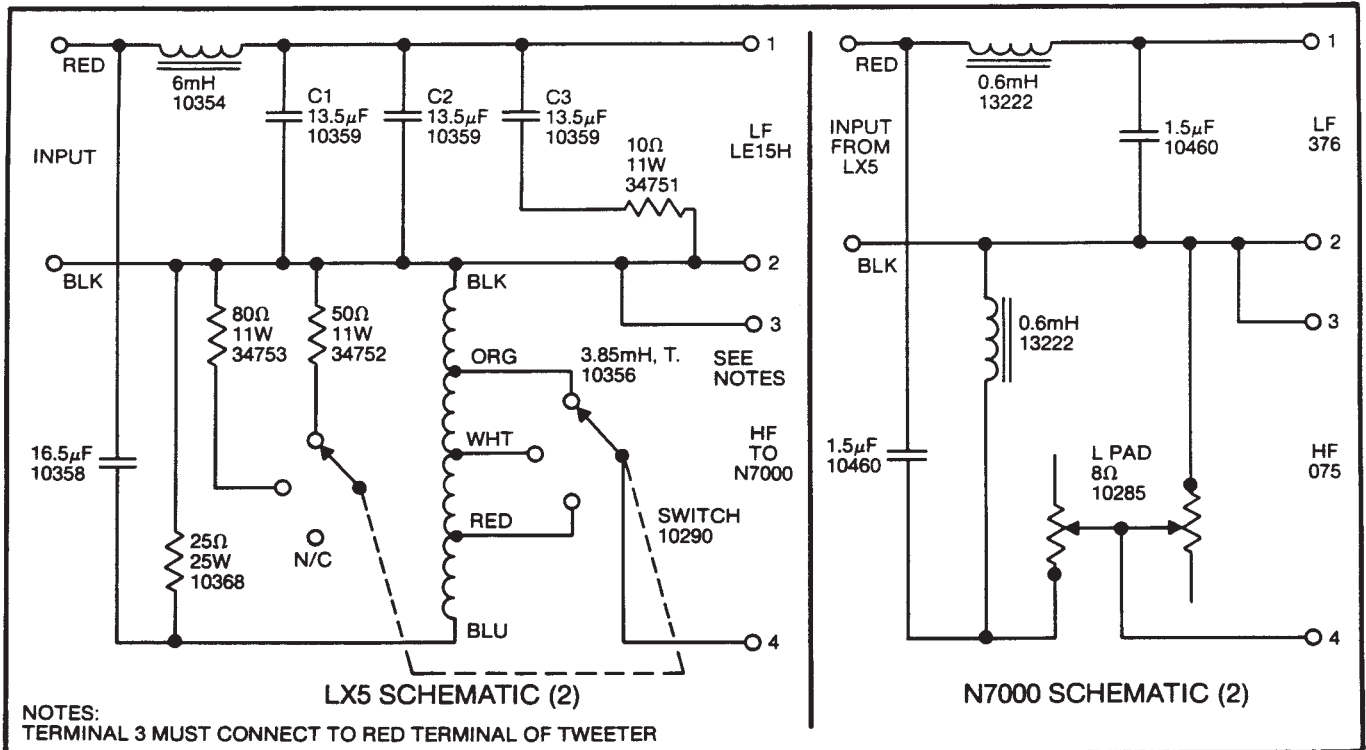 RED
6mH
10354
C1
13.5μF
10359
C2
13.5μF
10359
C3
13.5μF
10359
1
INPUT
LF
LE15H
10Ω
11W
34751
BLK
2
BLK
80Ω
11W
34753
50Ω
11W
34752
3
ORG
3.85mH, T.
10356
SEE
NOTES
WHT
HF
TO
N7000
16.5μF
10358
RED
SWITCH
10290
N/C
25Ω
25W
10368
BLU
4
LX5 SCHEMATIC (2)
NOTES:
TERMINAL 3 MUST CONNECT TO RED TERMINAL OF TWEETER
RED
0.6mH
13222
1
INPUT
FROM
LX5
1.5μF
10460
LF
376
BLK
2
0.6mH
13222
3
1.5μF
10460
L PAD
8Ω
10285
HF
075
4
N7000 SCHEMATIC (2)